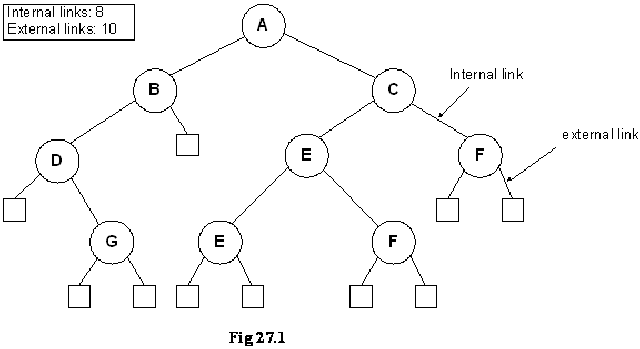 Internal links: 8
External links: 10
A
B
C
Internal link
external link
D
E
F
G
E
F
Fig 27.1